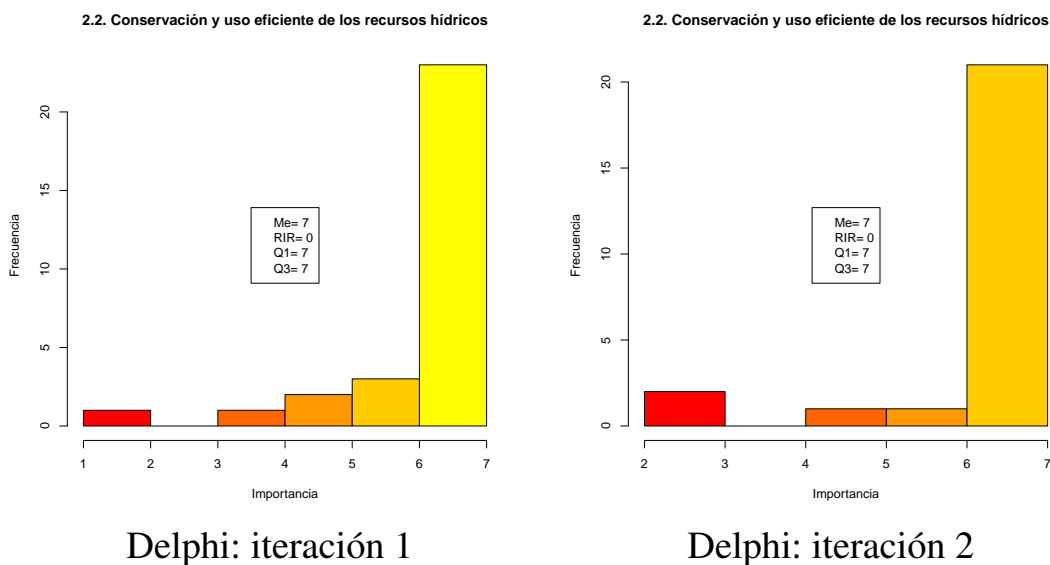 2.2. Conservación y uso eficiente de los recursos hídricos
Frecuencia
20
15
10
5
0
Me= 7
RIR= 0
Q1= 7
Q3= 7
1 2 3 4 5 6 7
Importancia
Delphi: iteración 1
2.2. Conservación y uso eficiente de los recursos hídricos
Frecuencia
20
15
10
5
0
Me= 7
RIR= 0
Q1= 7
Q3= 7
2 3 4 5 6 7
Importancia
Delphi: iteración 2